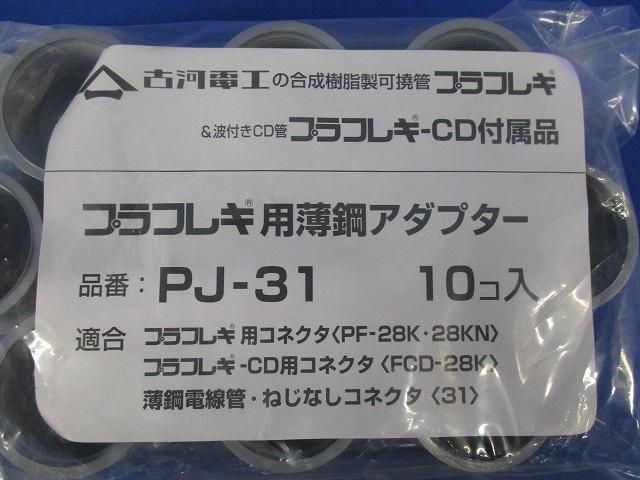 古河電工の合成樹脂製可撓管プラフレキ®
&波付きCD管プラフレキ®-CD付属品
プラフレキ®用薄鋼アダプター
品番：PJ-31 10コ入
適合 プラフレキ®用コネクタ〈PF-28K・28KN〉
プラフレキ®-CD用コネクタ〈FCD-28K〉
薄鋼電線管・ねじなしコネクタ〈31〉